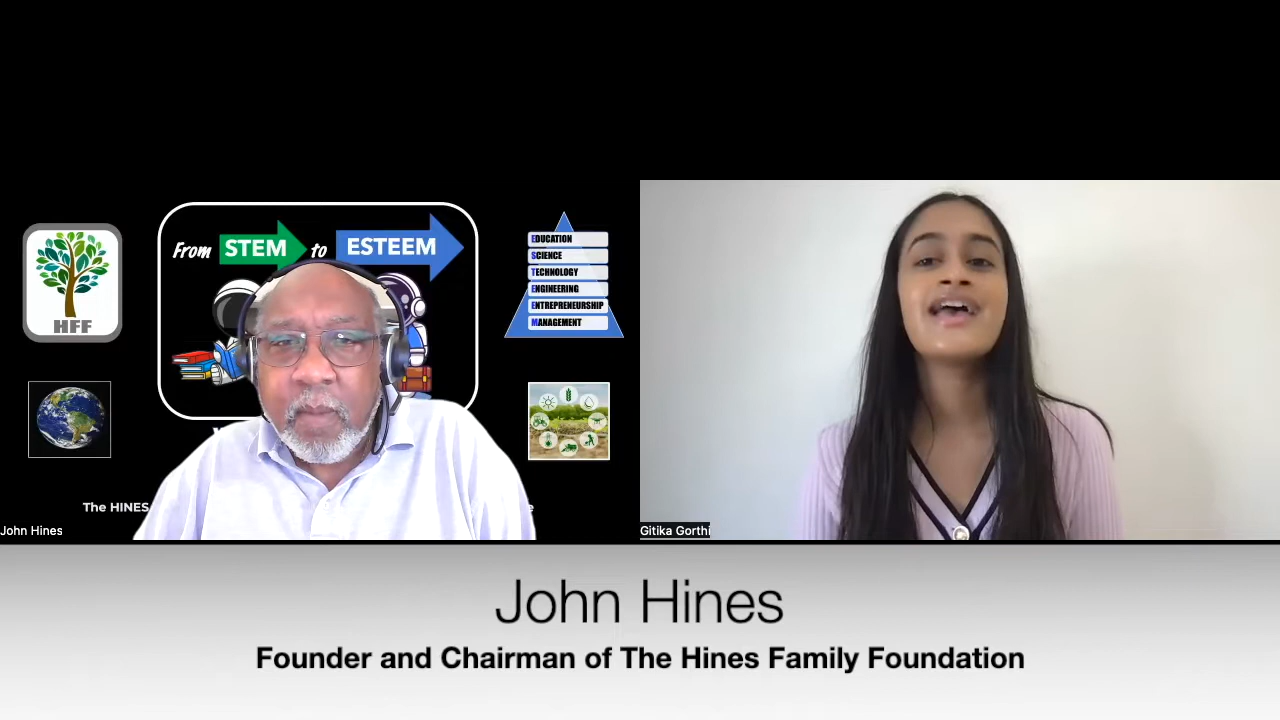 From STEM to ESTEEM
EDUCATION
SCIENCE
TECHNOLOGY
ENGINEERING
ENTREPRENEURSHIP
MANAGEMENT
HFF
The HINES
John Hines
Gitika Gorthi
John Hines
Founder and Chairman of The Hines Family Foundation